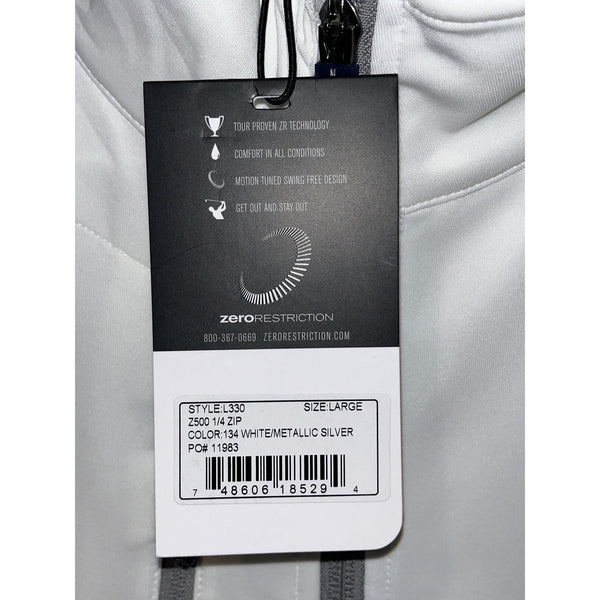 TOUR PROVEN ZR TECHNOLOGY
COMFORT IN ALL CONDITIONS
MOTION-TUNED SWING FREE DESIGN
GET OUT AND STAY OUT
zeroRESTRICTION
800-367-0669 ZERORESTRICTION.COM
STYLE:L330 SIZE:LARGE
Z500 1/4 ZIP
COLOR:134 WHITE/METALLIC SILVER
PO# 11983
7 48606 18529 4